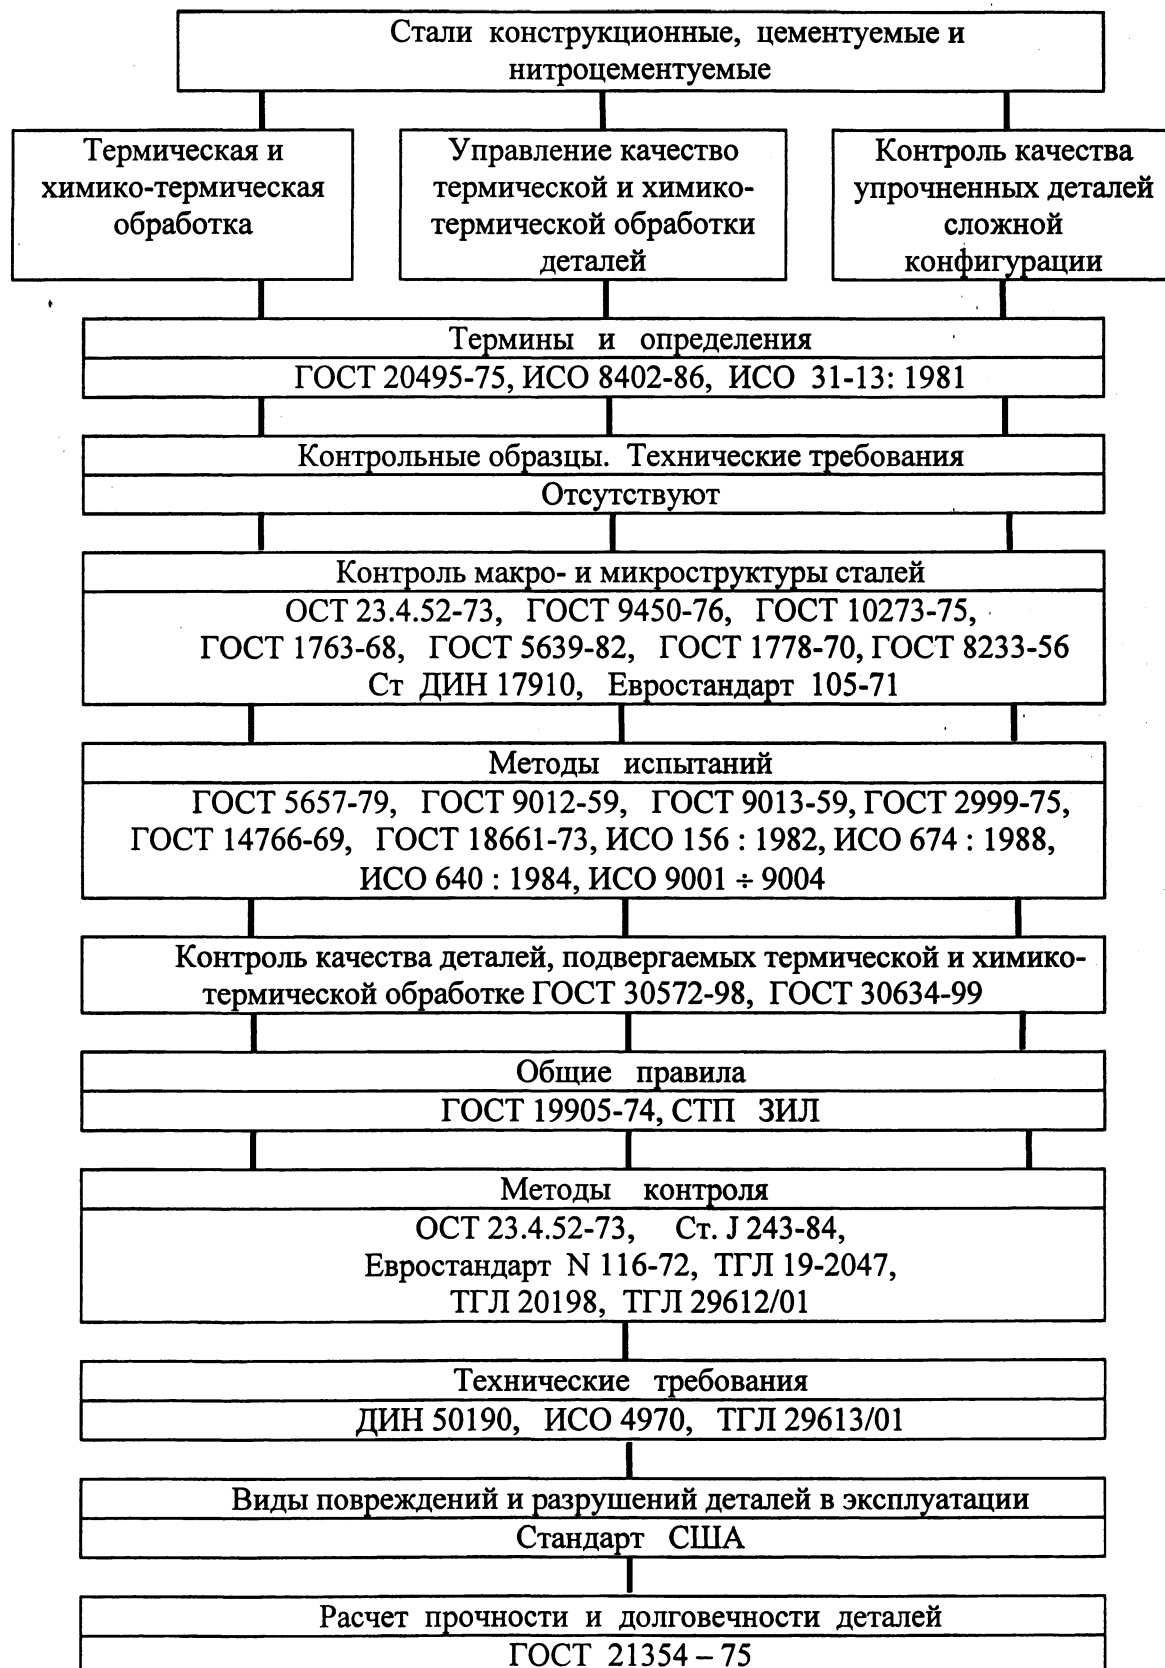 Стали конструкционные, цементуемые и
нитроцементуемые
Термическая и
химико-термическая
обработка
Управление качество
термической и химико-
термической обработки
деталей
Контроль качества
упрочненных деталей
сложной
конфигурации
Термины и определения
ГОСТ 20495-75, ИСО 8402-86, ИСО 31-13: 1981
Контрольные образцы. Технические требования
Отсутствуют
Контроль макро- и микроструктуры сталей
ОСТ 23.4.52-73, ГОСТ 9450-76, ГОСТ 10273-75,
ГОСТ 1763-68, ГОСТ 5639-82, ГОСТ 1778-70, ГОСТ 8233-56
Ст ДИН 17910, Евростандарт 105-71
Методы испытаний
ГОСТ 5657-79, ГОСТ 9012-59, ГОСТ 9013-59, ГОСТ 2999-75,
ГОСТ 14766-69, ГОСТ 18661-73, ИСО 156 : 1982, ИСО 674 : 1988,
ИСО 640 : 1984, ИСО 9001 ÷ 9004
Контроль качества деталей, подвергаемых термической и химико-
термической обработке ГОСТ 30572-98, ГОСТ 30634-99
Общие правила
ГОСТ 19905-74, СТП ЗИЛ
Методы контроля
ОСТ 23.4.52-73, Ст. J 243-84,
Евростандарт N 116-72, ТГЛ 19-2047,
ТГЛ 20198, ТГЛ 29612/01
Технические требования
ДИН 50190, ИСО 4970, ТГЛ 29613/01
Виды повреждений и разрушений деталей в эксплуатации
Стандарт США
Расчет прочности и долговечности деталей
ГОСТ 21354 – 75